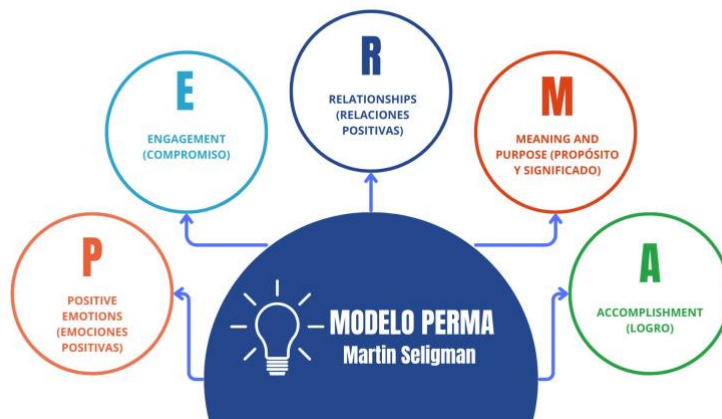 P
POSITIVE
EMOTIONS
(EMOCIONES
POSITIVAS)
E
ENGAGEMENT
(COMPROMISO)
R
RELATIONSHIPS
(RELACIONES
POSITIVAS)
M
MEANING AND
PURPOSE (PROPÓSITO
Y SIGNIFICADO)
A
ACCOMPLISHMENT
(LOGRO)
MODELO PERMA
Martin Seligman